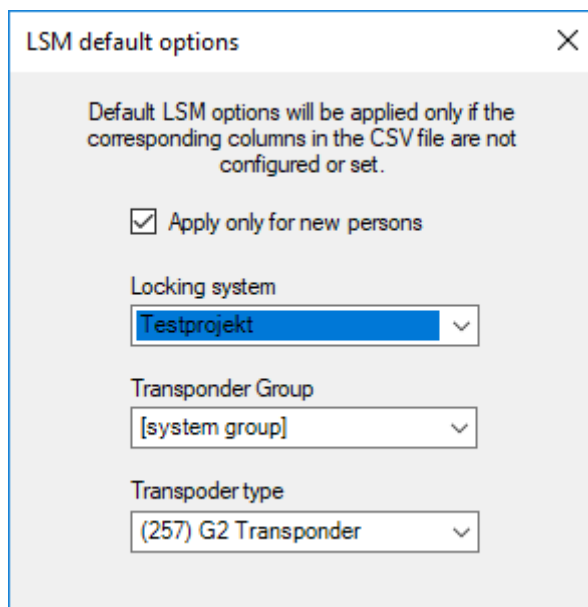 LSM default options
Default LSM options will be applied only if the
corresponding columns in the CSV file are not
configured or set.
Apply only for new persons
Locking system
Testprojekt
Transponder Group
[system group]
Transpoder type
(257) G2 Transponder